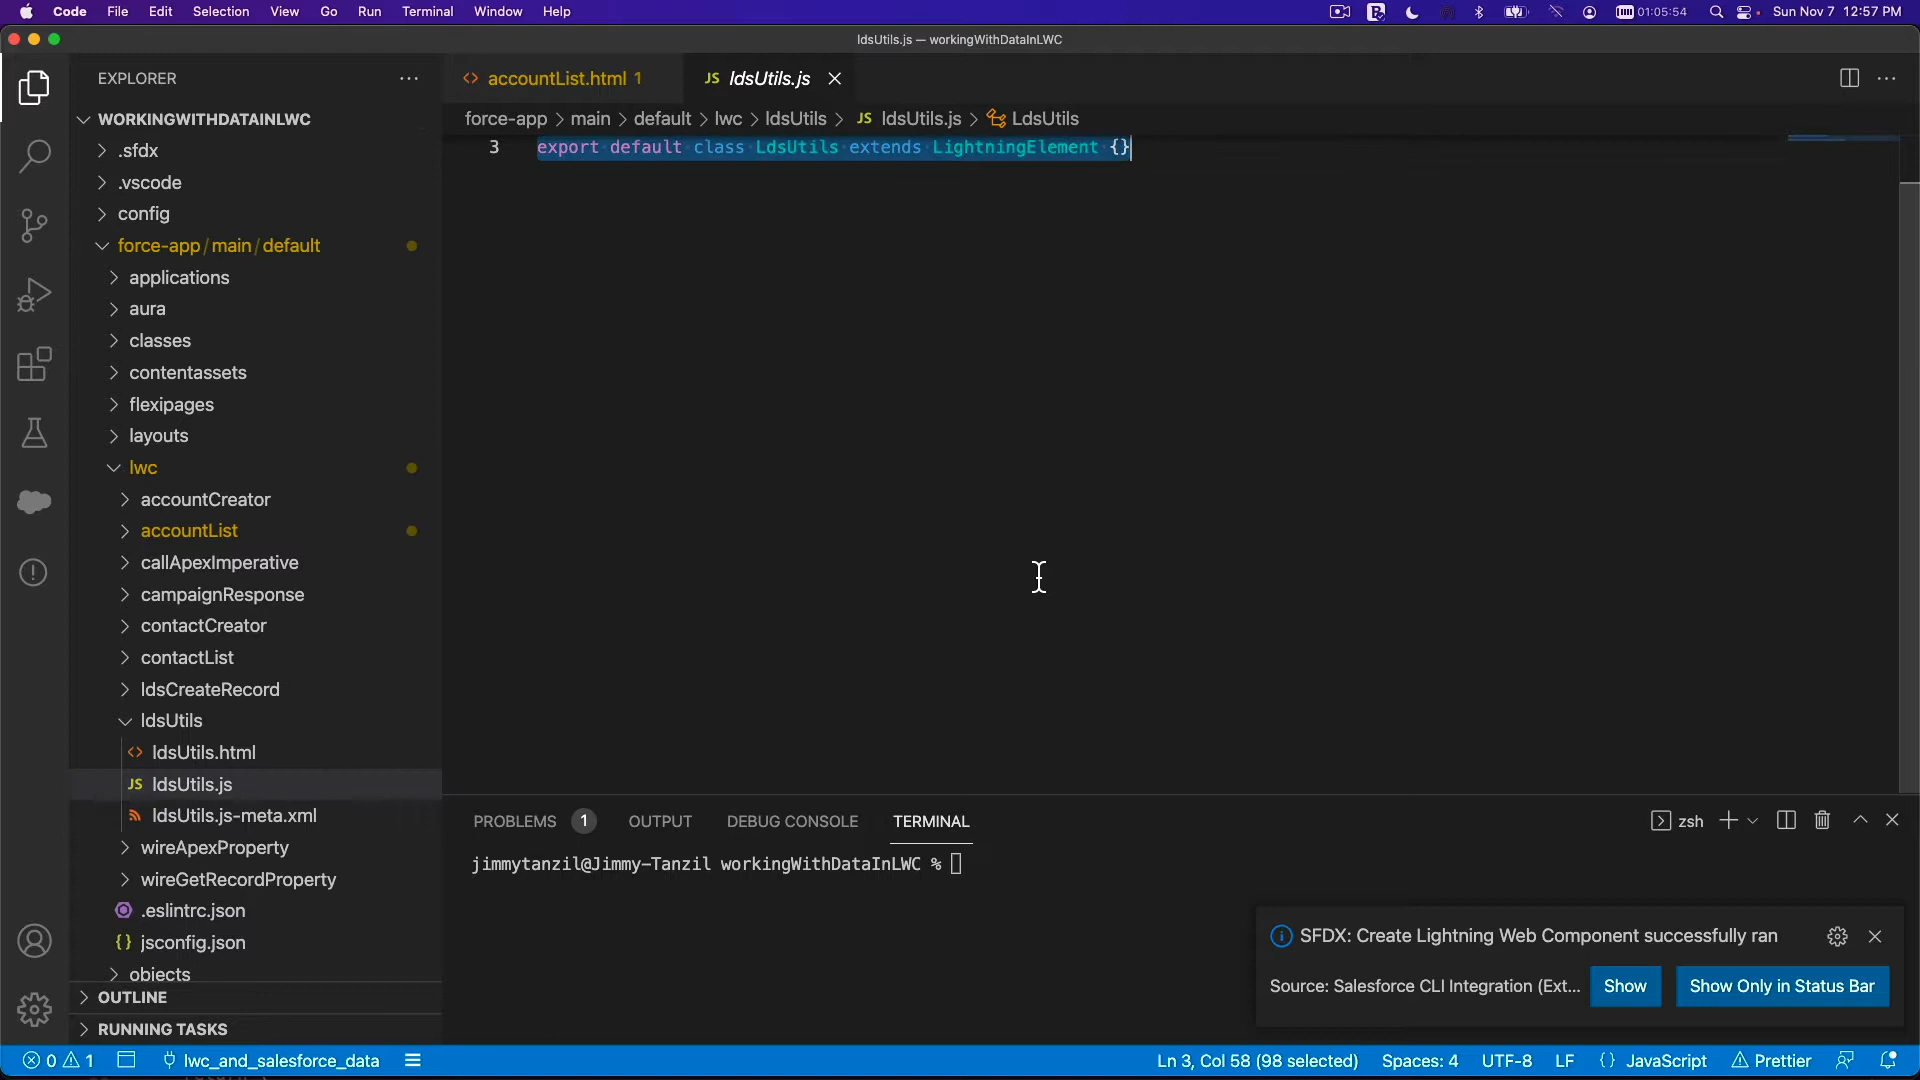 Code File Edit Selection View Go Run Terminal Window Help 01:05:54 Sun Nov 7 12:57 PM
ldsUtils.js — workingWithDataInLWC
EXPLORER
accountList.html 1
JS ldsUtils.js
WORKINGWITHDATAINLWC
force-app > main > default > lwc > ldsUtils > JS ldsUtils.js > LdsUtils
3 export default class LdsUtils extends LightningElement {}
.sfdx
.vscode
config
force-app/main/default
applications
aura
classes
contentassets
flexipages
layouts
lwc
accountCreator
accountList
callApexImperative
campaignResponse
contactCreator
contactList
ldsCreateRecord
ldsUtils
<> ldsUtils.html
JS ldsUtils.js
ldsUtils.js-meta.xml
wireApexProperty
wireGetRecordProperty
.eslintrc.json
{} jsconfig.json
objects
OUTLINE
RUNNING TASKS
PROBLEMS 1 OUTPUT DEBUG CONSOLE TERMINAL zsh
jimmytanzil@Jimmy-Tanzil workingWithDataInLWC %
SFDX: Create Lightning Web Component successfully ran
Source: Salesforce CLI Integration (Ext... Show Show Only in Status Bar
0 1 lwc_and_salesforce_data Ln 3, Col 58 (98 selected) Spaces: 4 UTF-8 LF {} JavaScript Prettier